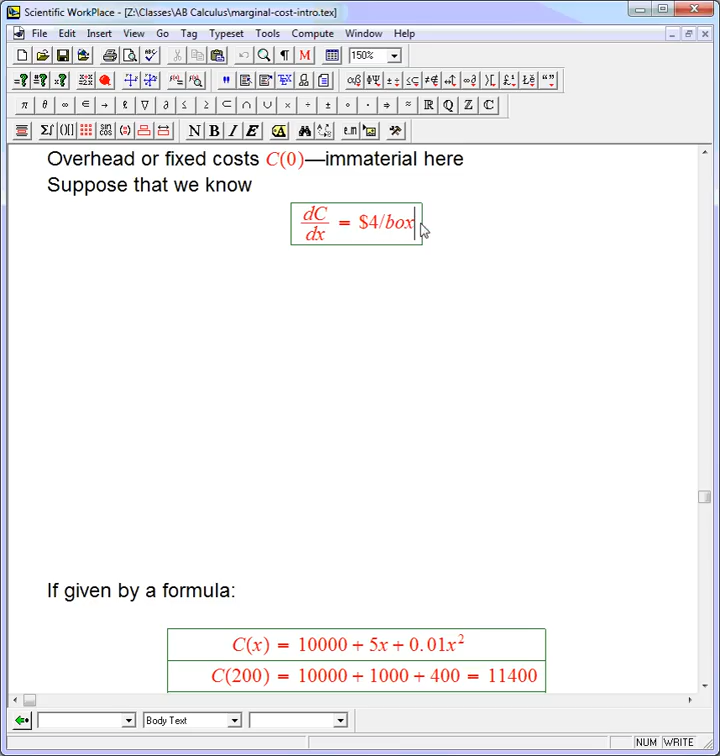 Scientific WorkPlace - [Z:\Classes\AB Calculus\marginal-cost-intro.tex]
File Edit Insert View Go Tag Typeset Tools Compute Window Help
150%
π θ ∞ ∈ → ℓ ∇ ∂ ≤ ≥ ⊂ ∩ ∪ × ÷ ± ∘ · ⇒ ≈ ℝ ℚ ℤ ℂ
N B I E
Overhead or fixed costs C(0)—immaterial here
Suppose that we know
dC/dx = $4/box
If given by a formula:
C(x) = 10000 + 5x + 0.01x²
C(200) = 10000 + 1000 + 400 = 11400
Body Text
NUM WRITE